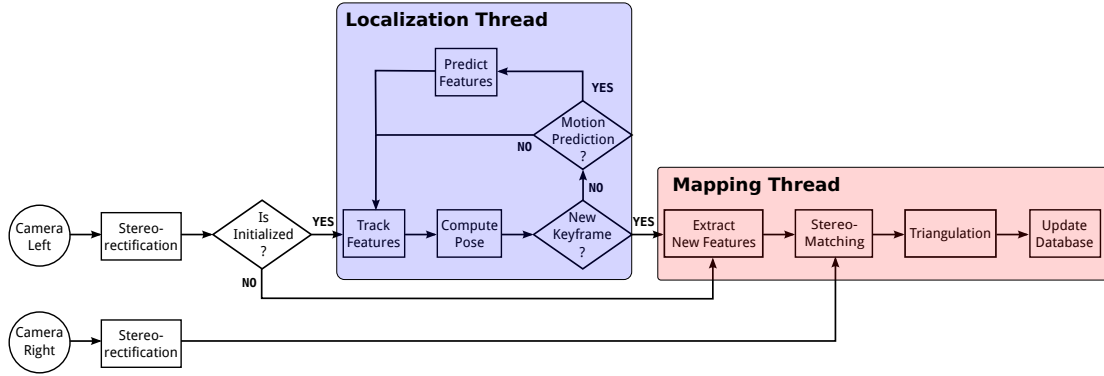 Localization Thread
Predict
Features
YES
Motion
Prediction
?
NO
NO
Mapping Thread
Camera
Left
Stereo-
rectification
Is
Initialized
?
YES
NO
Track
Features
Compute
Pose
New
Keyframe
?
YES
Extract
New Features
Stereo-
Matching
Triangulation
Update
Database
Camera
Right
Stereo-
rectification